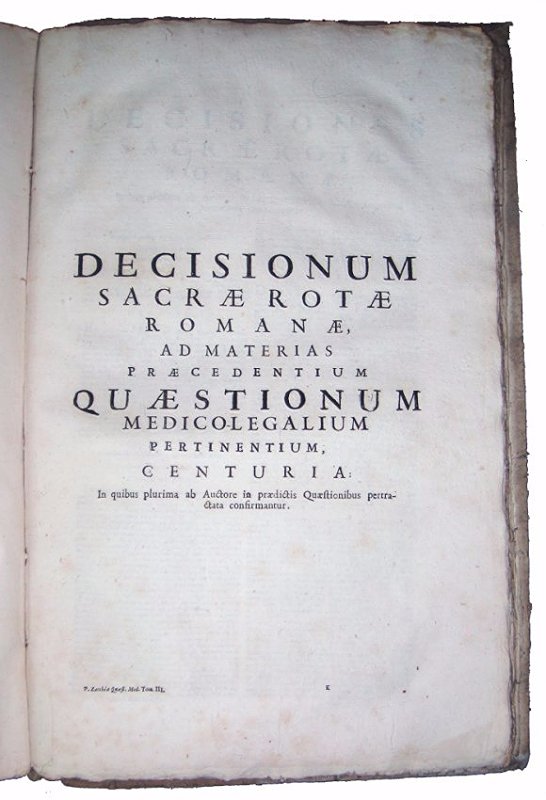 DECISIONUM
SACRÆ ROTÆ
ROMANÆ,
AD MATERIAS
PRÆCEDENTIUM
QUÆSTIONUM
MEDICO-LEGALIUM
PERTINENTIUM,
CENTURIA:
In quibus plurima ab Auctore in prædictis Quæstionibus pertra-
ctata confirmantur.
P. Zacchiæ Quæst. Med. Tom III. K